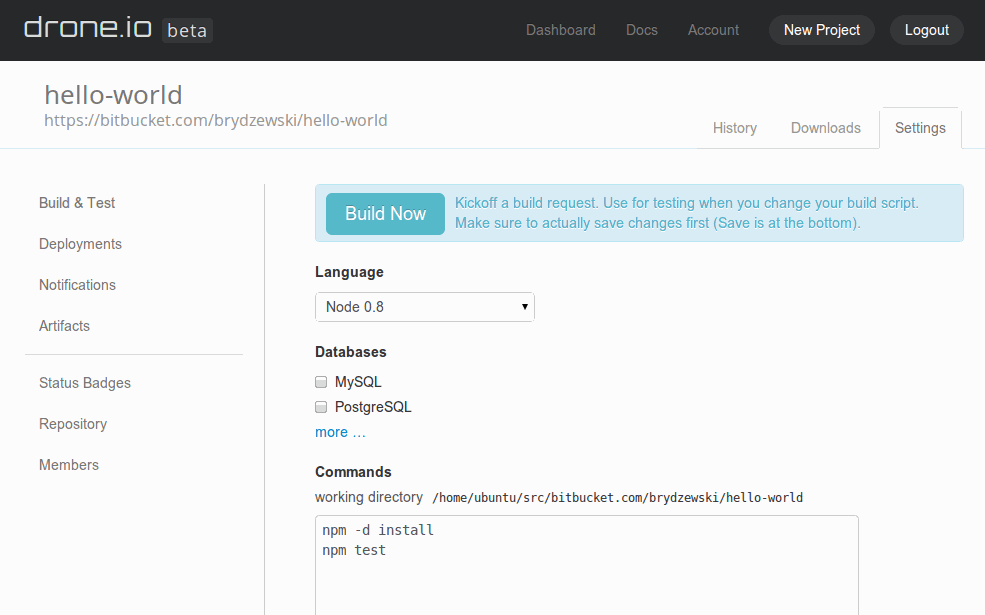 drone.io beta
Dashboard Docs Account New Project Logout
hello-world
https://bitbucket.com/brydzewski/hello-world
History Downloads Settings
Build & Test
Deployments
Notifications
Artifacts
Status Badges
Repository
Members
Build Now
Kickoff a build request. Use for testing when you change your build script.
Make sure to actually save changes first (Save is at the bottom).
Language
Node 0.8
Databases
MySQL
PostgreSQL
more …
Commands
working directory /home/ubuntu/src/bitbucket.com/brydzewski/hello-world
npm -d install
npm test